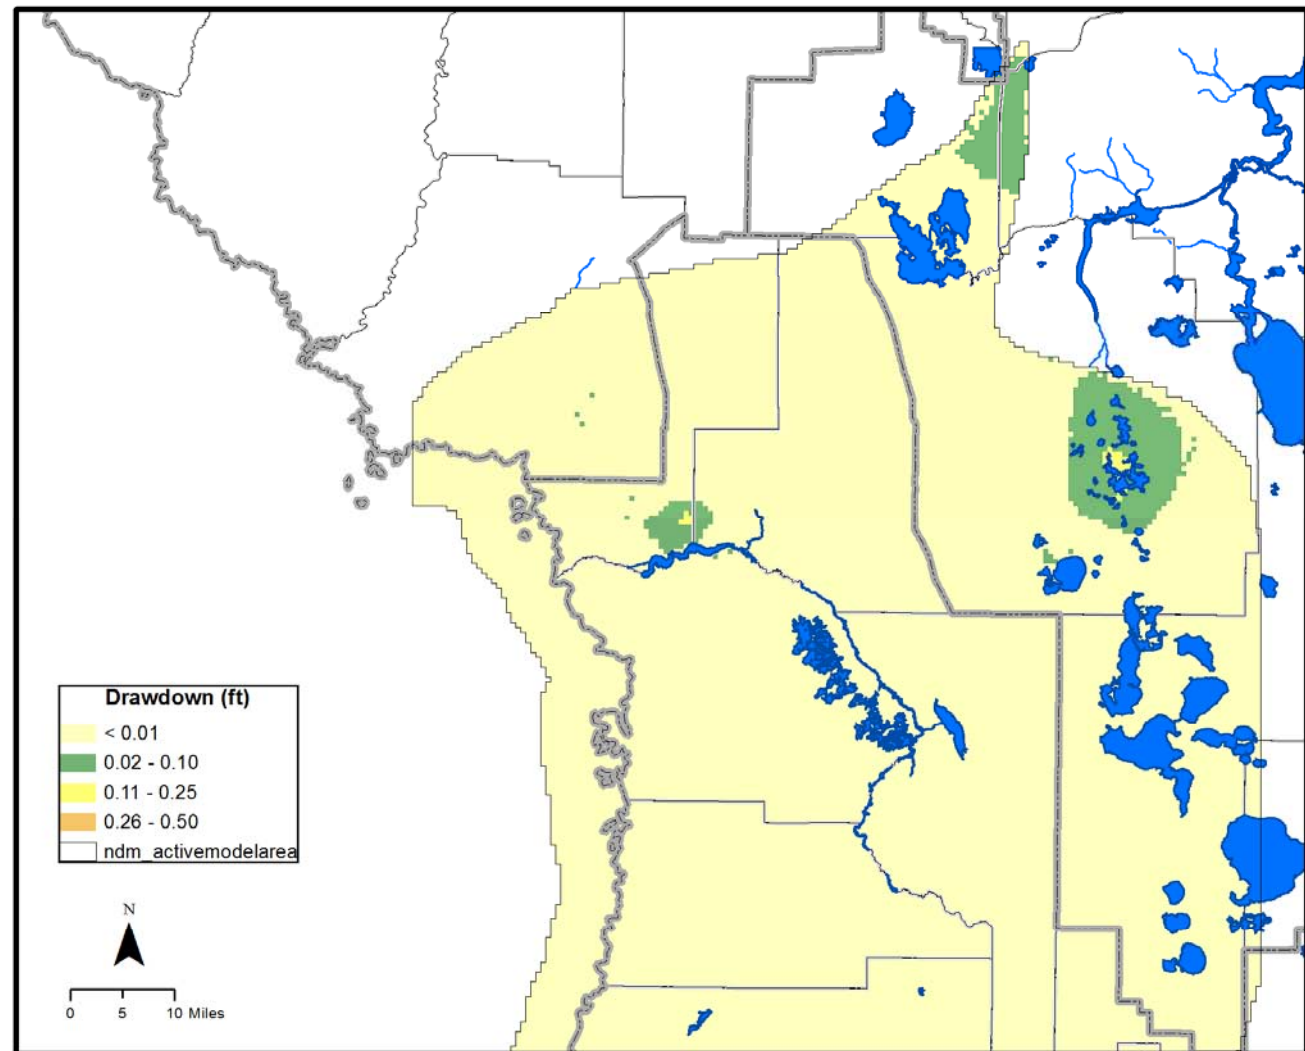 Drawdown (ft)
< 0.01
0.02 - 0.10
0.11 - 0.25
0.26 - 0.50
ndm_activemodelarea
N
0 5 10 Miles